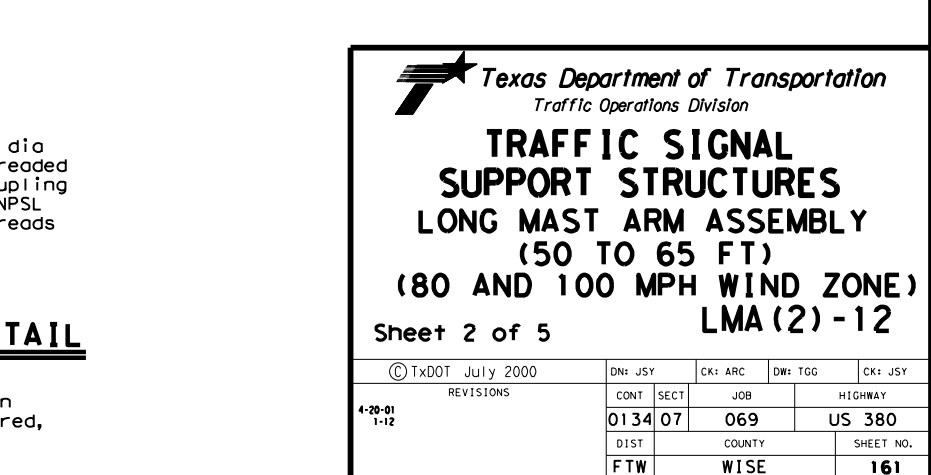 dia
readed
upling
NPSL
reads
TAIL
n
red,
Texas Department of Transportation
Traffic Operations Division
TRAFFIC SIGNAL
SUPPORT STRUCTURES
LONG MAST ARM ASSEMBLY
(50 TO 65 FT)
(80 AND 100 MPH WIND ZONE)
Sheet 2 of 5 LMA(2)-12
© TxDOT July 2000 DN: JSY CK: ARC DW: TGG CK: JSY
REVISIONS CONT SECT JOB HIGHWAY
4-20-01
1-12
0134 07 069 US 380
DIST COUNTY SHEET NO.
FTW WISE 161